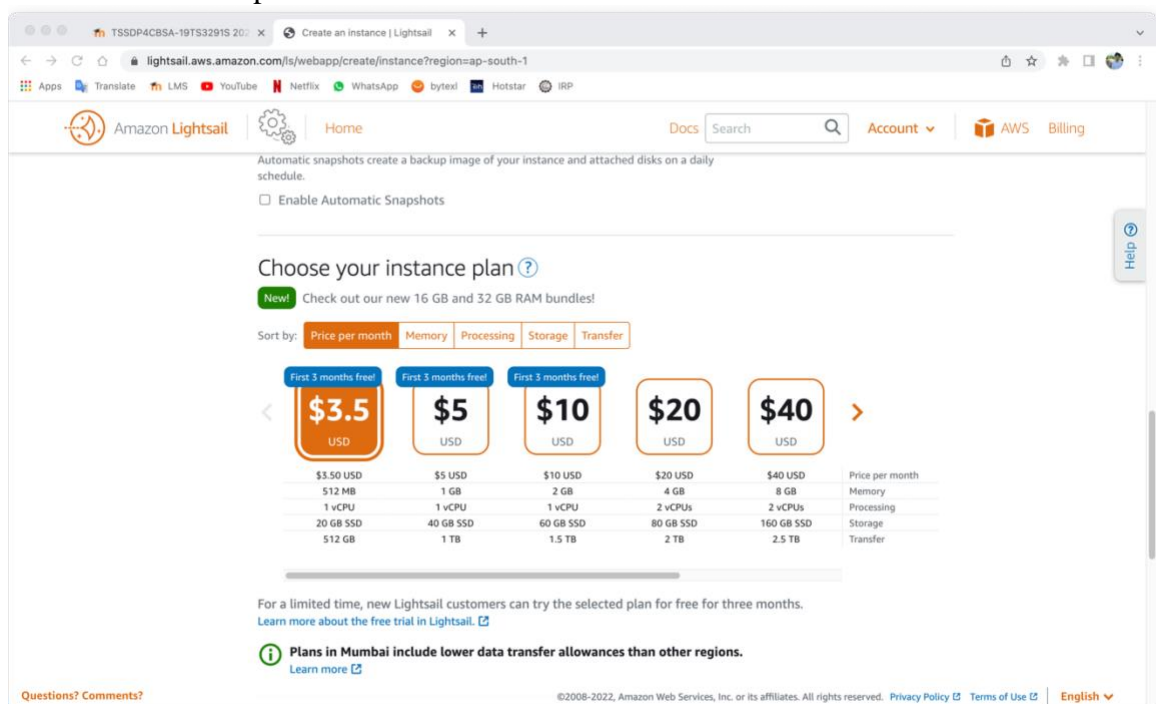 TSSDP4CBSA-19TS3291S 202
Create an instance | Lightsail
lightsail.aws.amazon.com/ls/webapp/create/instance?region=ap-south-1
Apps Translate LMS YouTube Netflix WhatsApp bytexl Hotstar IRP
Amazon Lightsail Home Docs Search Account AWS Billing
Automatic snapshots create a backup image of your instance and attached disks on a daily
schedule.
Enable Automatic Snapshots
Help
Choose your instance plan
New! Check out our new 16 GB and 32 GB RAM bundles!
Sort by: Price per month Memory Processing Storage Transfer
First 3 months free! First 3 months free! First 3 months free!
$3.5 $5 $10 $20 $40
USD USD USD USD USD
$3.50 USD $5 USD $10 USD $20 USD $40 USD Price per month
512 MB 1 GB 2 GB 4 GB 8 GB Memory
1 vCPU 1 vCPU 1 vCPU 2 vCPUs 2 vCPUs Processing
20 GB SSD 40 GB SSD 60 GB SSD 80 GB SSD 160 GB SSD Storage
512 GB 1 TB 1.5 TB 2 TB 2.5 TB Transfer
For a limited time, new Lightsail customers can try the selected plan for free for three months.
Learn more about the free trial in Lightsail.
Plans in Mumbai include lower data transfer allowances than other regions.
Learn more
Questions? Comments? ©2008-2022, Amazon Web Services, Inc. or its affiliates. All rights reserved. Privacy Policy Terms of Use English